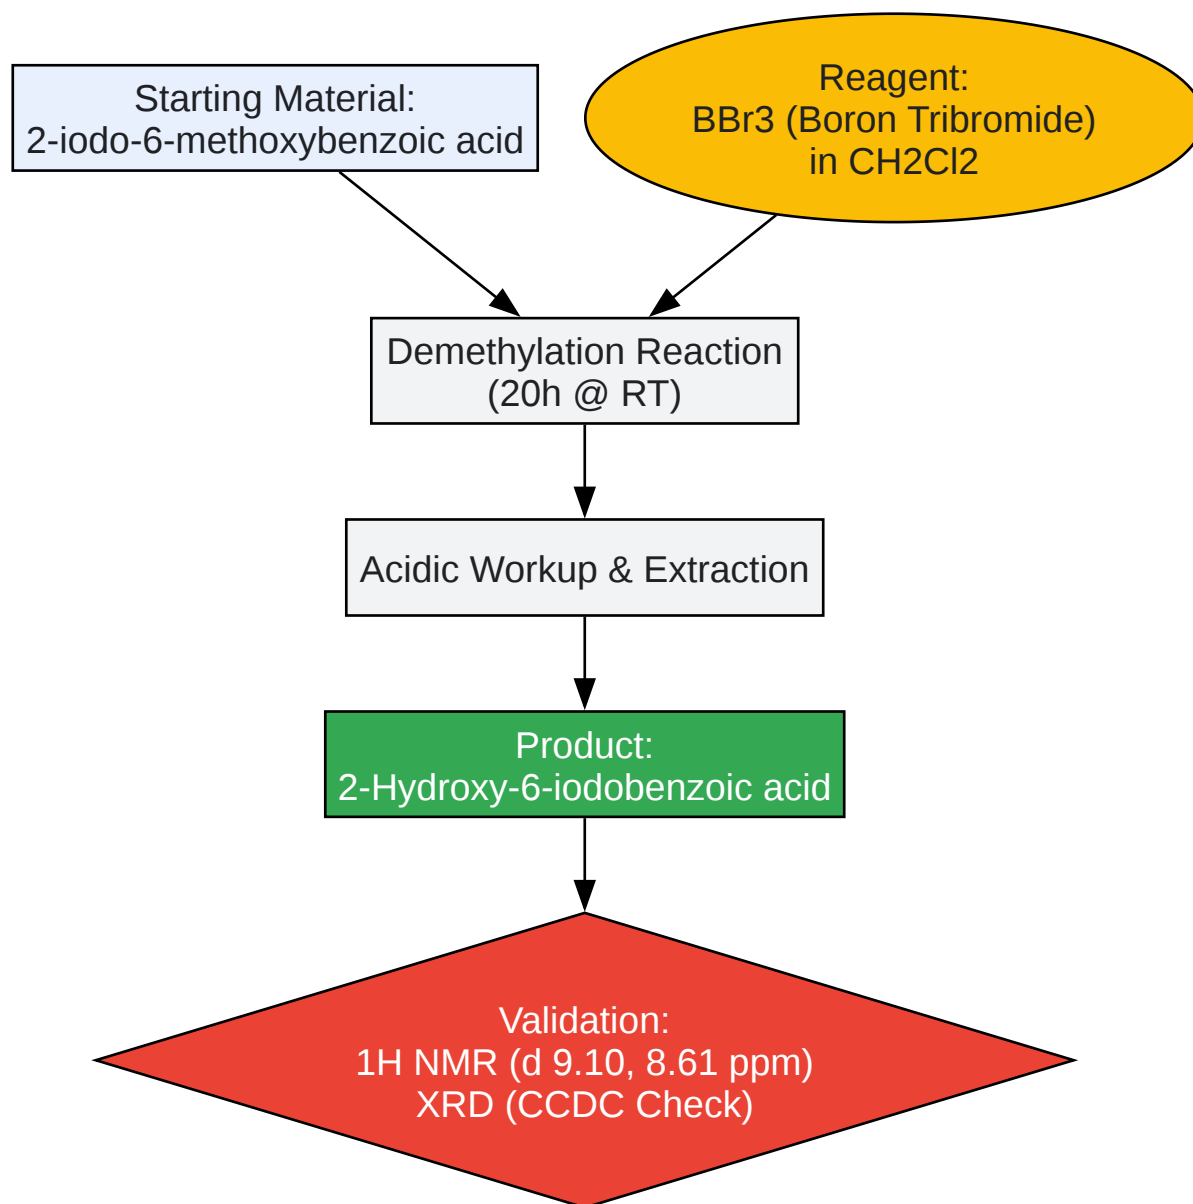 Starting Material:
2-iodo-6-methoxybenzoic acid
Reagent:
BBr3 (Boron Tribromide)
in CH2Cl2
Demethylation Reaction
(20h @ RT)
Acidic Workup & Extraction
Product:
2-Hydroxy-6-iodobenzoic acid
Validation:
1H NMR (d 9.10, 8.61 ppm)
XRD (CCDC Check)